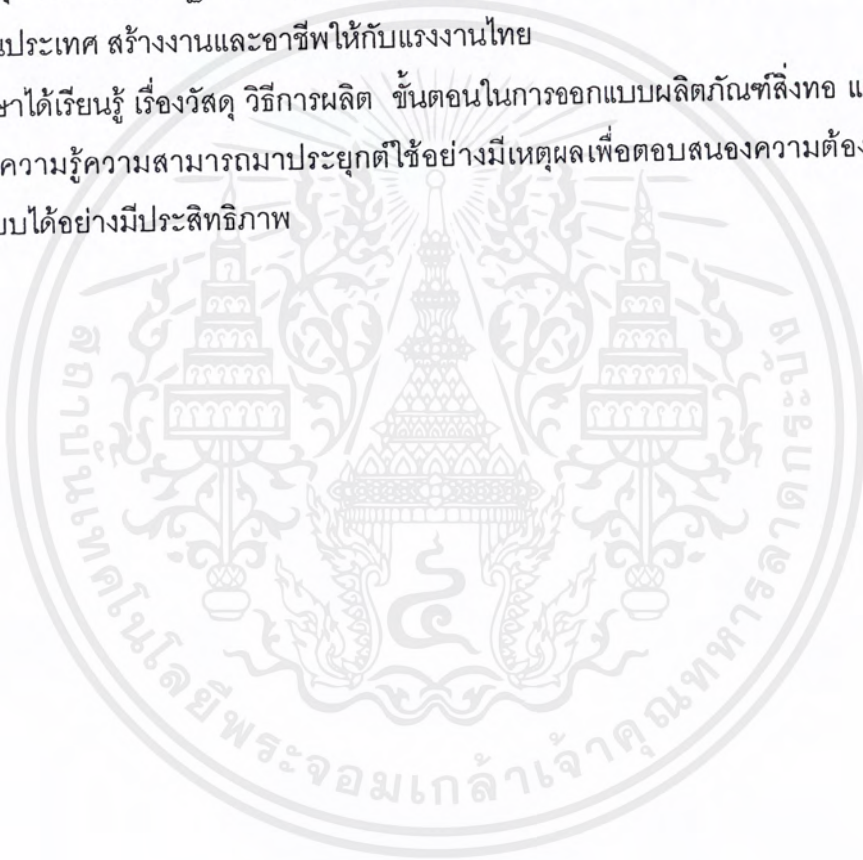 นประเทศ สร้างงานและอาชีพให้กับแรงงานไทย
ษาได้เรียนรู้ เรื่องวัสดุ วิธีการผลิต ขั้นตอนในการออกแบบผลิตภัณฑ์สิ่งทอ แ
ความรู้ความสามารถมาประยุกต์ใช้อย่างมีเหตุผลเพื่อตอบสนองความต้อง
บบได้อย่างมีประสิทธิภาพ
สถาบันเทคโนโลยีพระจอมเกล้าเจ้าคุณทหารลาดกระบัง